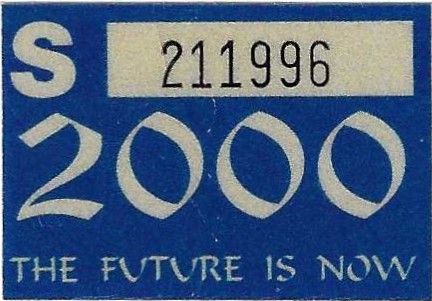 S 211996
2000
THE FUTURE IS NOW